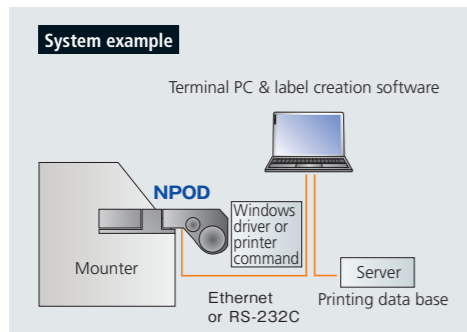 System example
Terminal PC & label creation software
NPOD
Windows
driver or
printer
command
Mounter
Server
Ethernet
or RS-232C
Printing data base